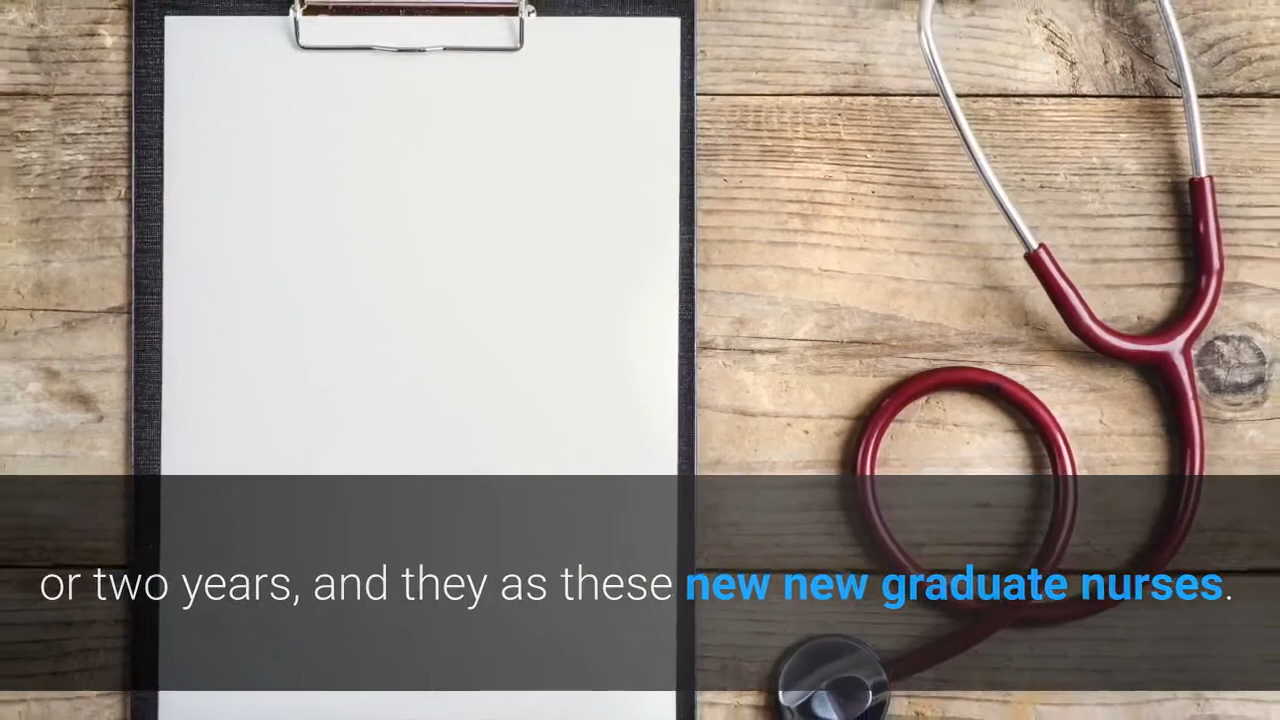 or two years, and they as these new new graduate nurses.